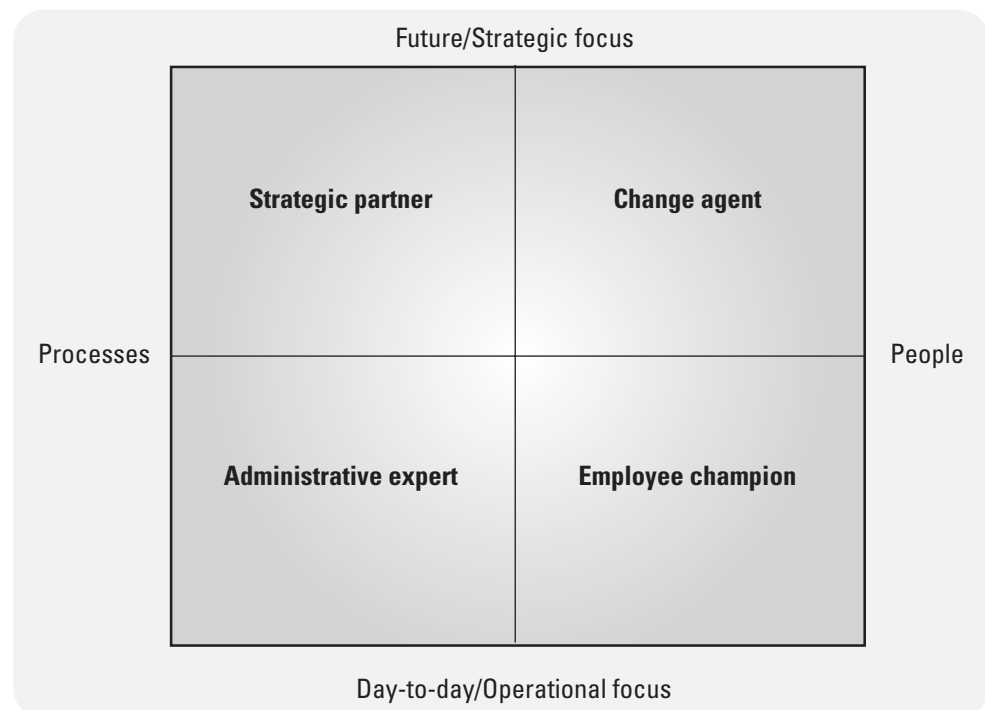 Future/Strategic focus
Strategic partner
Change agent
Processes
People
Administrative expert
Employee champion
Day-to-day/Operational focus